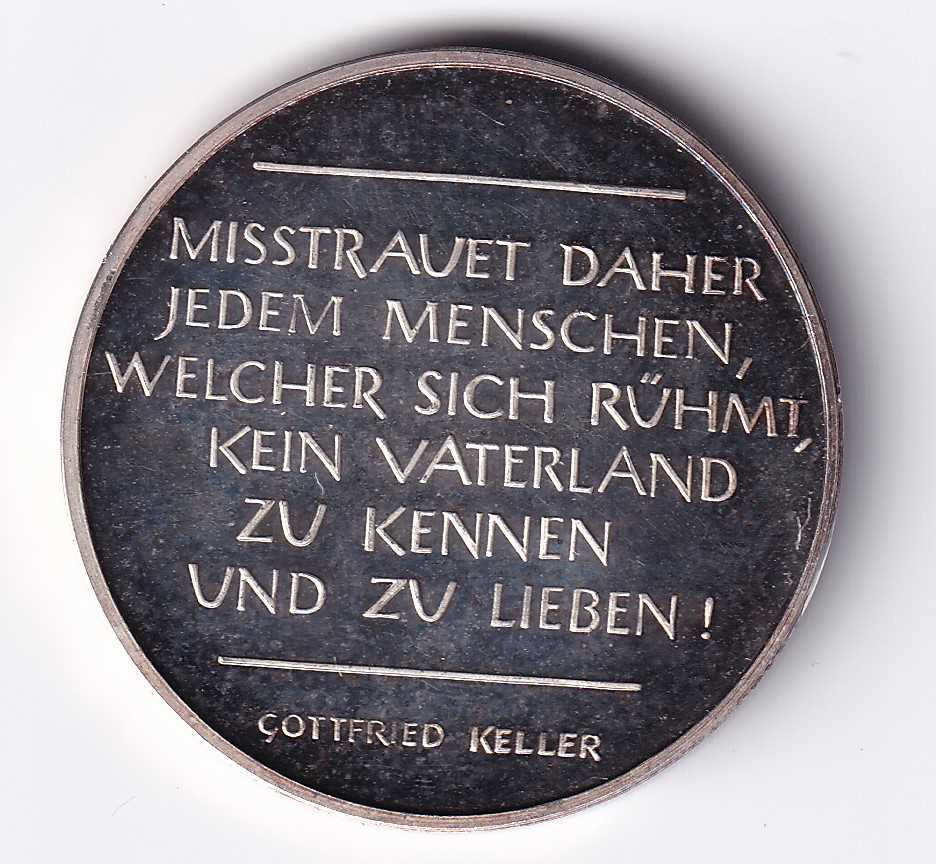 MISSTRAUET DAHER
JEDEM MENSCHEN,
WELCHER SICH RÜHMT,
KEIN VATERLAND
ZU KENNEN
UND ZU LIEBEN!
GOTTFRIED KELLER